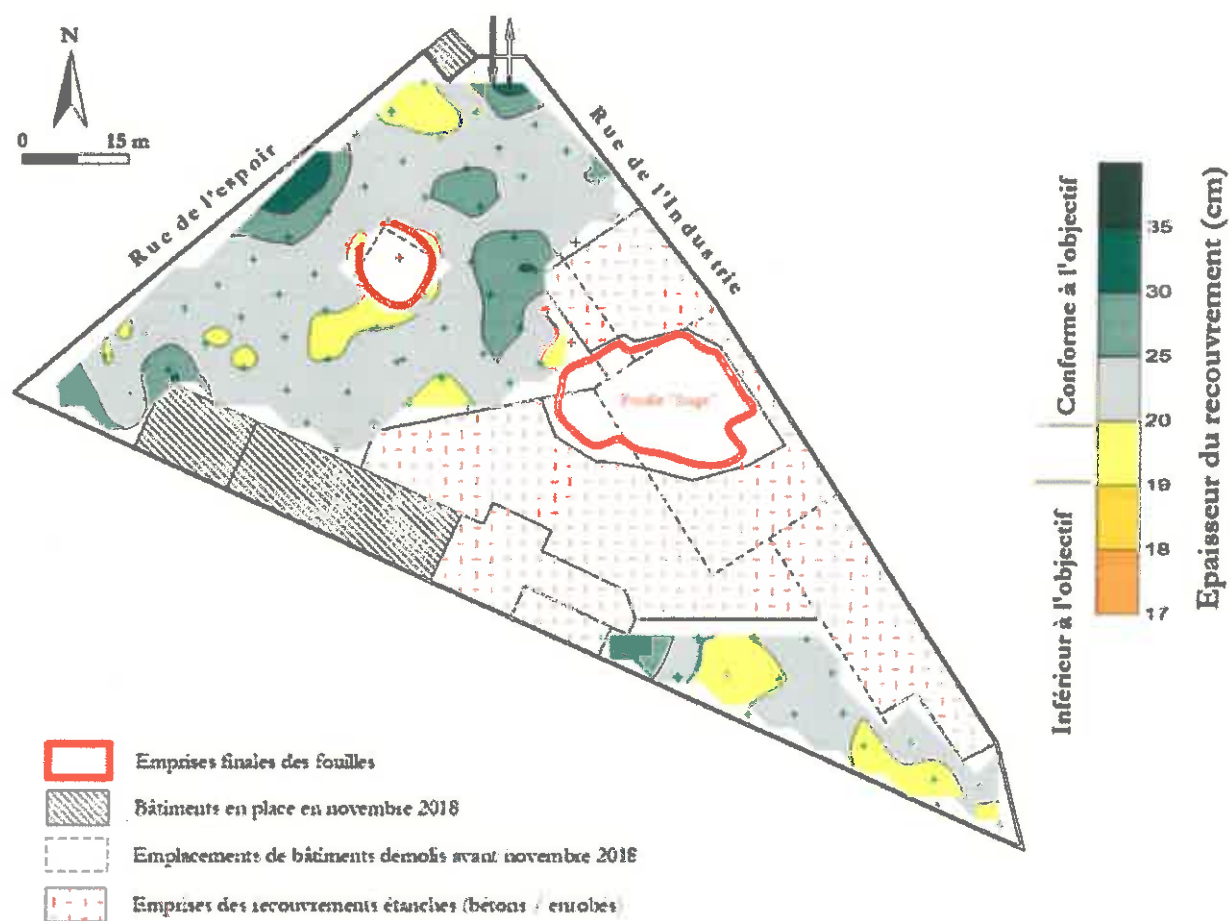 N
0 15 m
Rue de l'espoir
Rue de l'Industrie
Fouille
Conforme à l'objectif
Inférieur à l'objectif
35
30
25
20
19
18
17
Epaisseur du recouvrement (cm)
Emprises finales des fouilles
Bâtiments en place en novembre 2018
Emplacements de bâtiments démolis avant novembre 2018
Emprises des recouvrements étanches (bétons / enrobés)